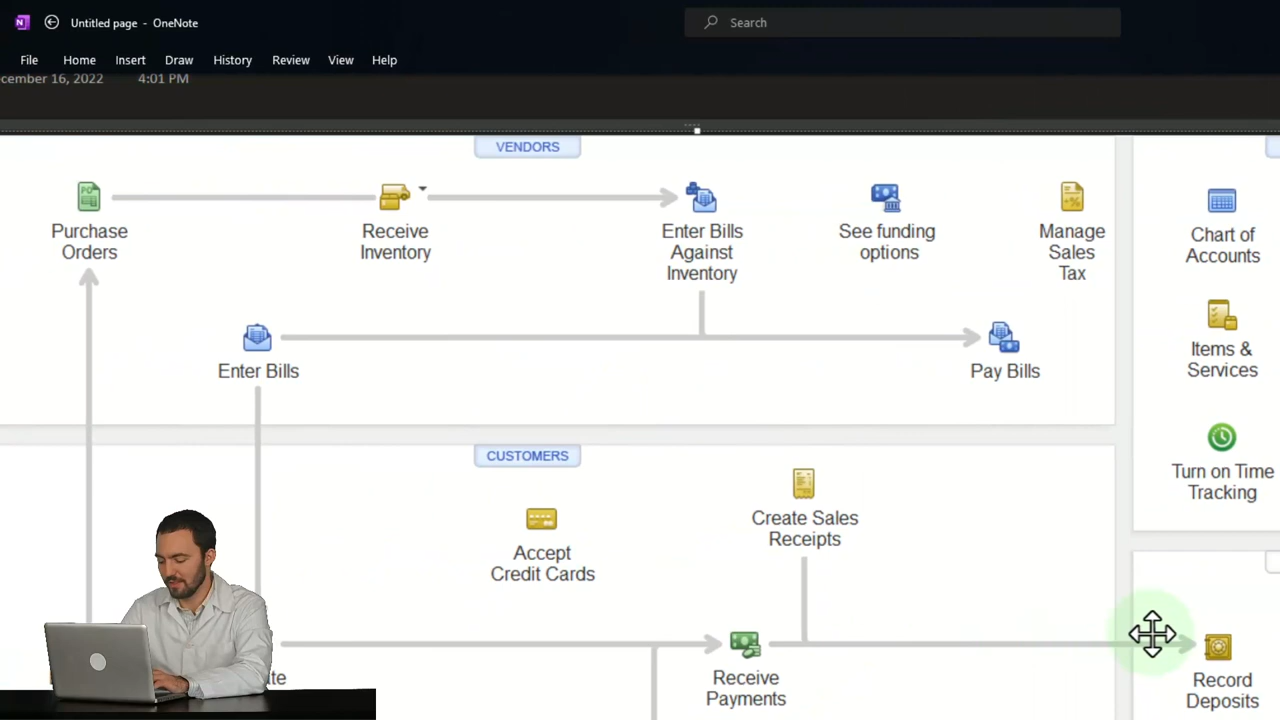 Untitled page - OneNote
Search
File Home Insert Draw History Review View Help
cember 16, 2022 4:01 PM
VENDORS
Purchase
Orders
Receive
Inventory
Enter Bills
Against
Inventory
See funding
options
Manage
Sales
Tax
Chart of
Accounts
Enter Bills
Pay Bills
Items &
Services
CUSTOMERS
Turn on Time
Tracking
Create Sales
Receipts
Accept
Credit Cards
Receive
Payments
Record
Deposits